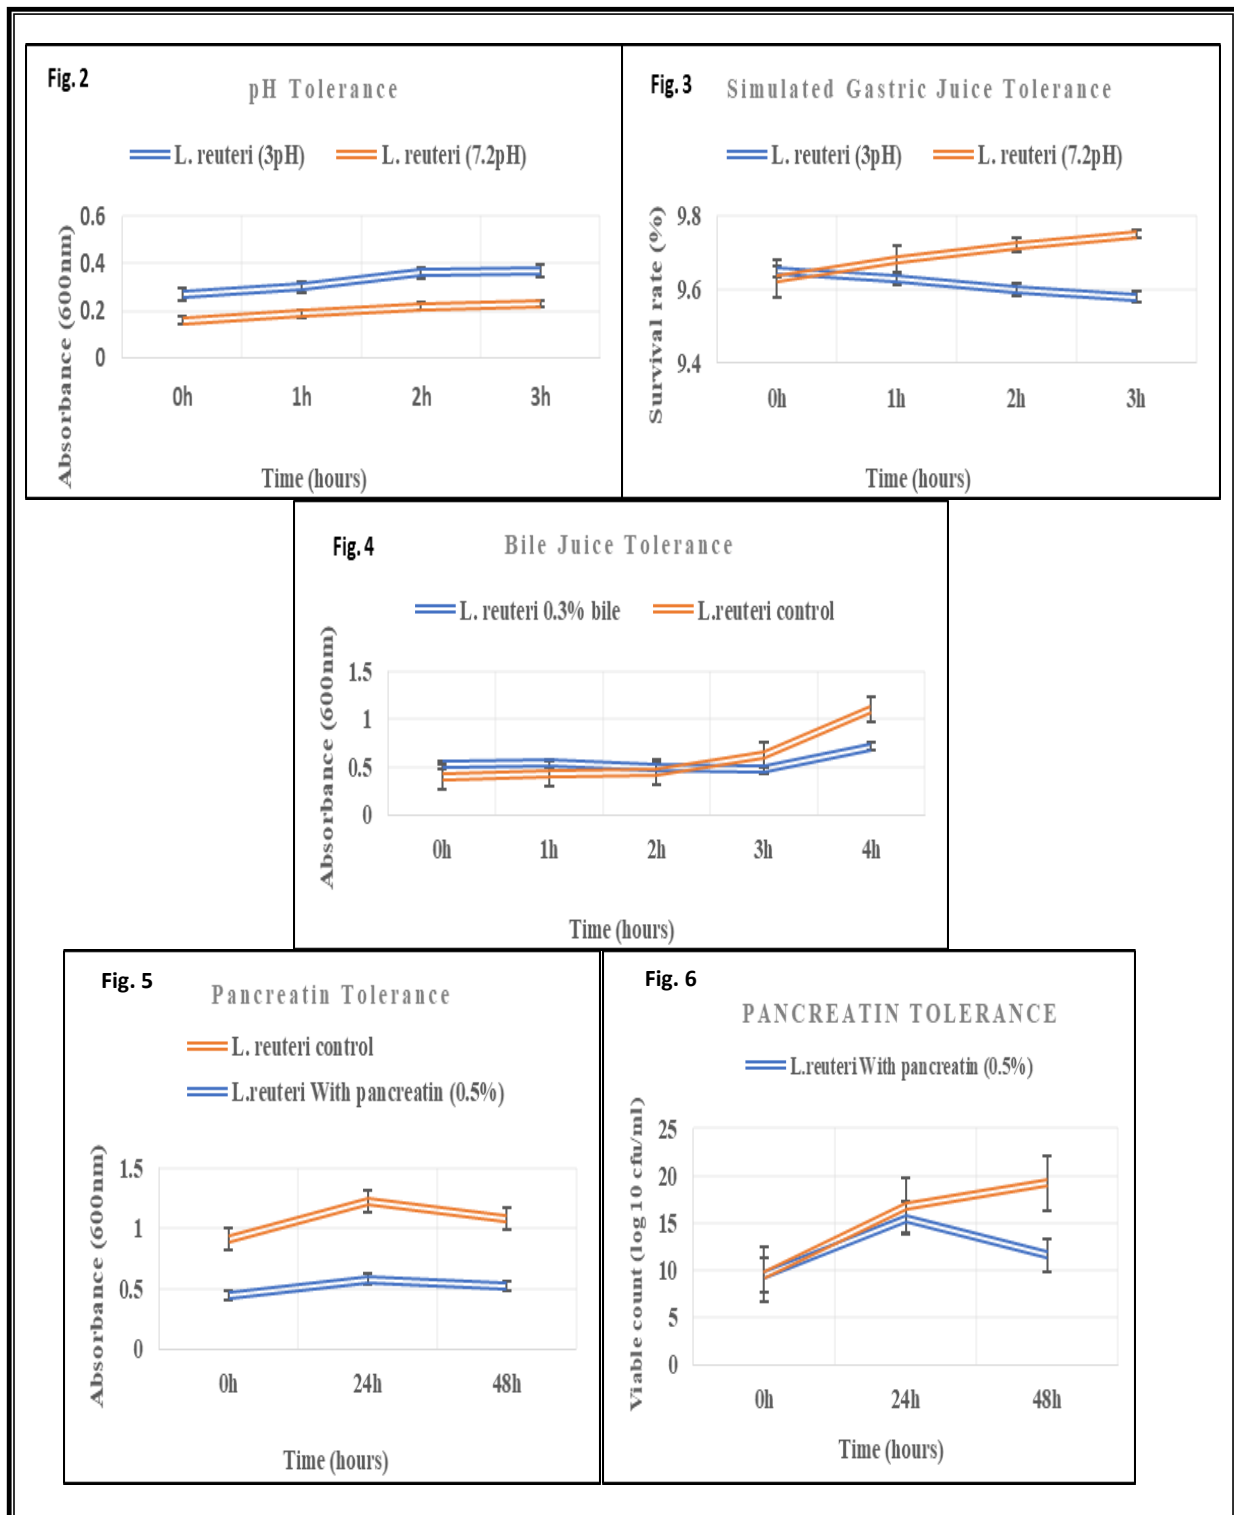 Fig. 2
pH Tolerance
L. reuteri (3pH) L. reuteri (7.2pH)
Absorbance (600nm)
0.6
0.4
0.2
0
0h 1h 2h 3h
Time (hours)
Fig. 3
Simulated Gastric Juice Tolerance
L. reuteri (3pH) L. reuteri (7.2pH)
Survival rate (%)
9.8
9.6
9.4
0h 1h 2h 3h
Time (hours)
Fig. 4
Bile Juice Tolerance
L. reuteri 0.3% bile L.reuteri control
Absorbance (600nm)
1.5
1
0.5
0
0h 1h 2h 3h 4h
Time (hours)
Fig. 5
Pancreatin Tolerance
L. reuteri control
L.reuteri With pancreatin (0.5%)
Absorbance (600nm)
1.5
1
0.5
0
0h 24h 48h
Time (hours)
Fig. 6
PANCREATIN TOLERANCE
L.reuteri With pancreatin (0.5%)
Viable count (log 10 cfu/ml)
25
20
15
10
5
0
0h 24h 48h
Time (hours)